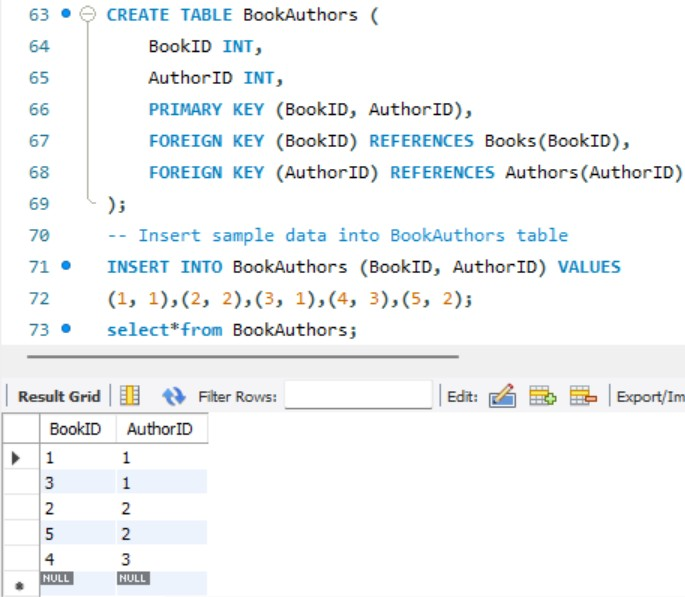 63 CREATE TABLE BookAuthors (
64 BookID INT,
65 AuthorID INT,
66 PRIMARY KEY (BookID, AuthorID),
67 FOREIGN KEY (BookID) REFERENCES Books(BookID),
68 FOREIGN KEY (AuthorID) REFERENCES Authors(AuthorID)
69 );
70 -- Insert sample data into BookAuthors table
71 INSERT INTO BookAuthors (BookID, AuthorID) VALUES
72 (1, 1),(2, 2),(3, 1),(4, 3),(5, 2);
73 select*from BookAuthors;
Result Grid Filter Rows: Edit: Export/Im
BookID AuthorID
1 1
3 1
2 2
5 2
4 3
NULL NULL